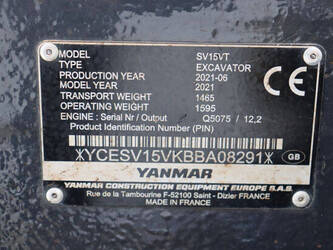 MODEL SV15VT
TYPE EXCAVATOR
PRODUCTION YEAR 2021-06
MODEL YEAR 2021
TRANSPORT WEIGHT 1465
OPERATING WEIGHT 1595
ENGINE : Serial Nr / Output Q5075 / 12,2
Product Identification Number (PIN)
*YCESV15VKBBA08291*
CE
GB
YANMAR
YANMAR CONSTRUCTION EQUIPMENT EUROPE S.A.S.
Rue de la Tambourine F-52100 Saint - Dizier FRANCE
MADE IN FRANCE